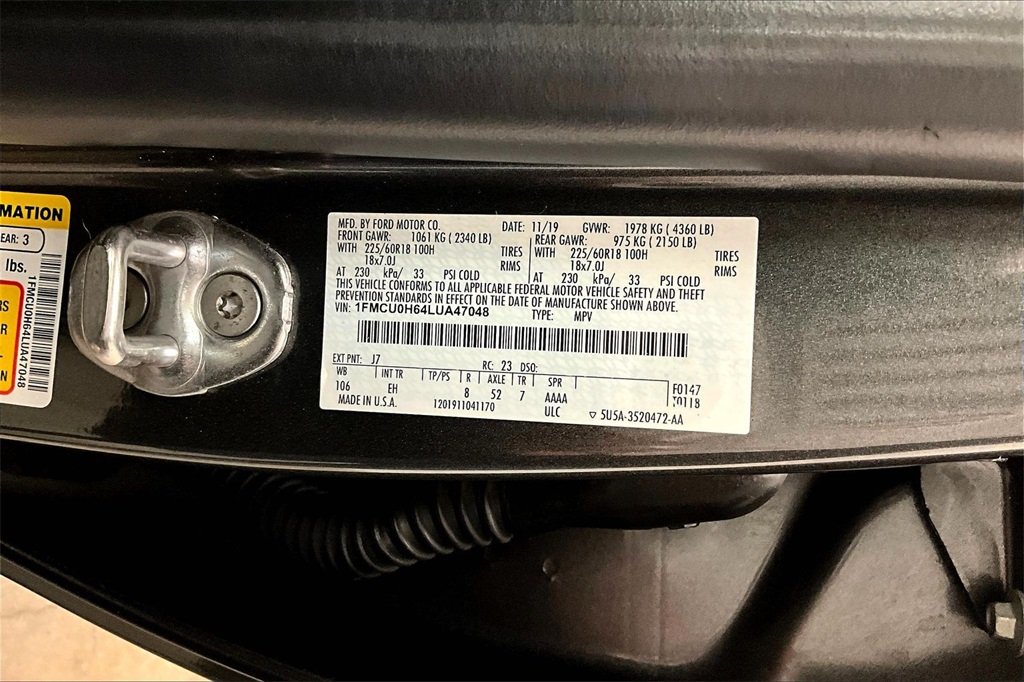 MATION
EAR: 3
lbs.
RS
R
N
1FMCU0H64LUA47048
MFD. BY FORD MOTOR CO. DATE: 11/19 GVWR: 1978 KG ( 4360 LB)
FRONT GAWR: 1061 KG ( 2340 LB) REAR GAWR: 975 KG ( 2150 LB)
WITH 225/60R18 100H TIRES WITH 225/60R18 100H TIRES
18x7.0J RIMS 18x7.0J RIMS
AT 230 kPa/ 33 PSI COLD AT 230 kPa/ 33 PSI COLD
THIS VEHICLE CONFORMS TO ALL APPLICABLE FEDERAL MOTOR VEHICLE SAFETY AND THEFT
PREVENTION STANDARDS IN EFFECT ON THE DATE OF MANUFACTURE SHOWN ABOVE.
VIN: 1FMCU0H64LUA47048 TYPE: MPV
EXT PNT: J7 RC: 23 DSO:
WB INT TR TP/PS R AXLE TR SPR F0147
106 EH 8 52 7 AAAA T0118
MADE IN U.S.A. 1201911041170 ULC ▽ 5U5A-3520472-AA